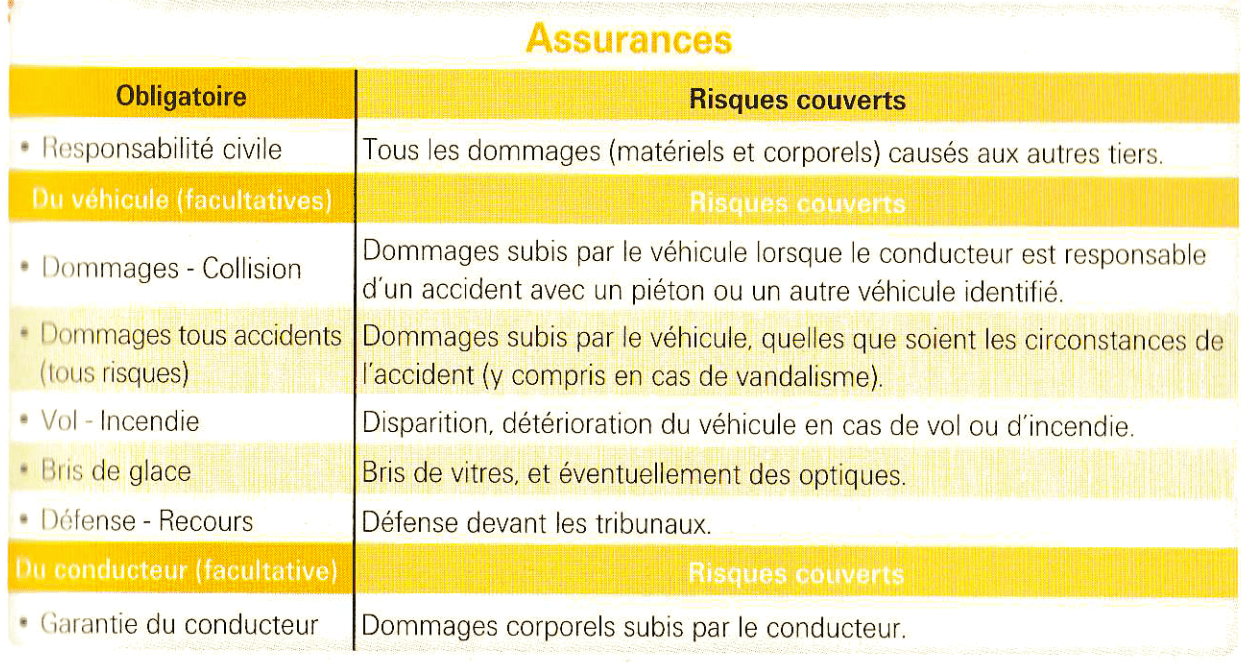 Assurances
Obligatoire
Risques couverts
• Responsabilité civile
Tous les dommages (matériels et corporels) causés aux autres tiers.
Du véhicule (facultatives)
Risques couverts
• Dommages - Collision
Dommages subis par le véhicule lorsque le conducteur est responsable
d'un accident avec un piéton ou un autre véhicule identifié.
• Dommages tous accidents
(tous risques)
Dommages subis par le véhicule, quelles que soient les circonstances de
l'accident (y compris en cas de vandalisme).
• Vol - Incendie
Disparition, détérioration du véhicule en cas de vol ou d'incendie.
• Bris de glace
Bris de vitres, et éventuellement des optiques.
• Défense - Recours
Défense devant les tribunaux.
Du conducteur (facultative)
Risques couverts
• Garantie du conducteur
Dommages corporels subis par le conducteur.